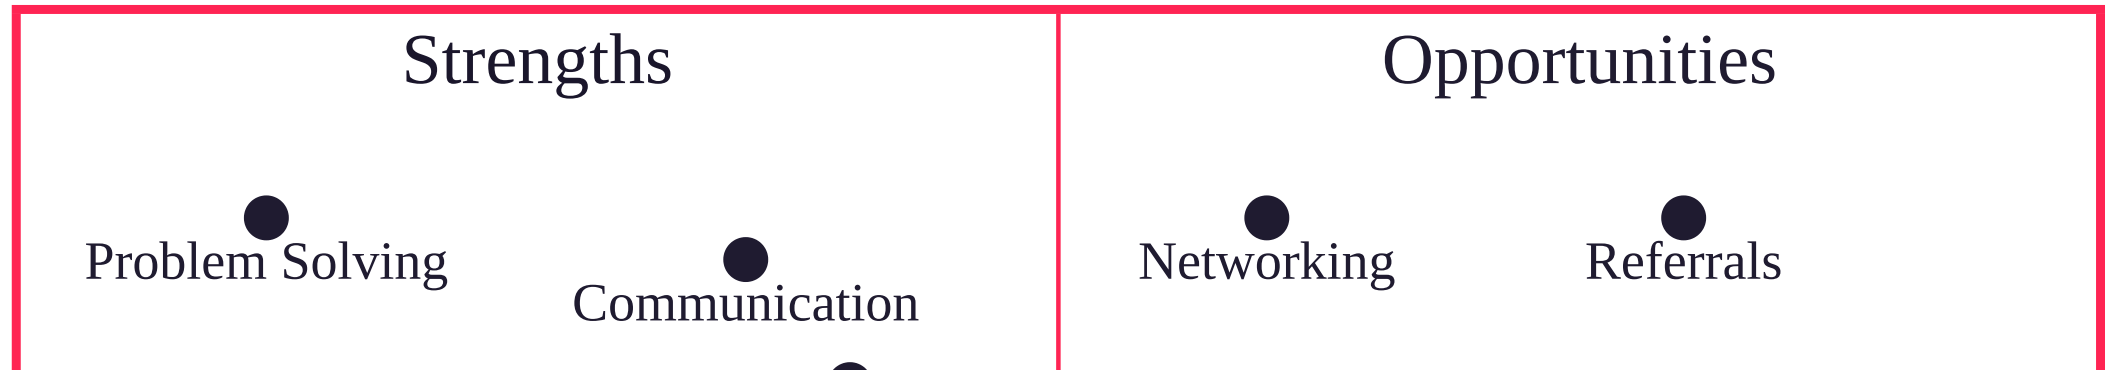 Strengths
Opportunities
Problem Solving
Communication
Networking
Referrals